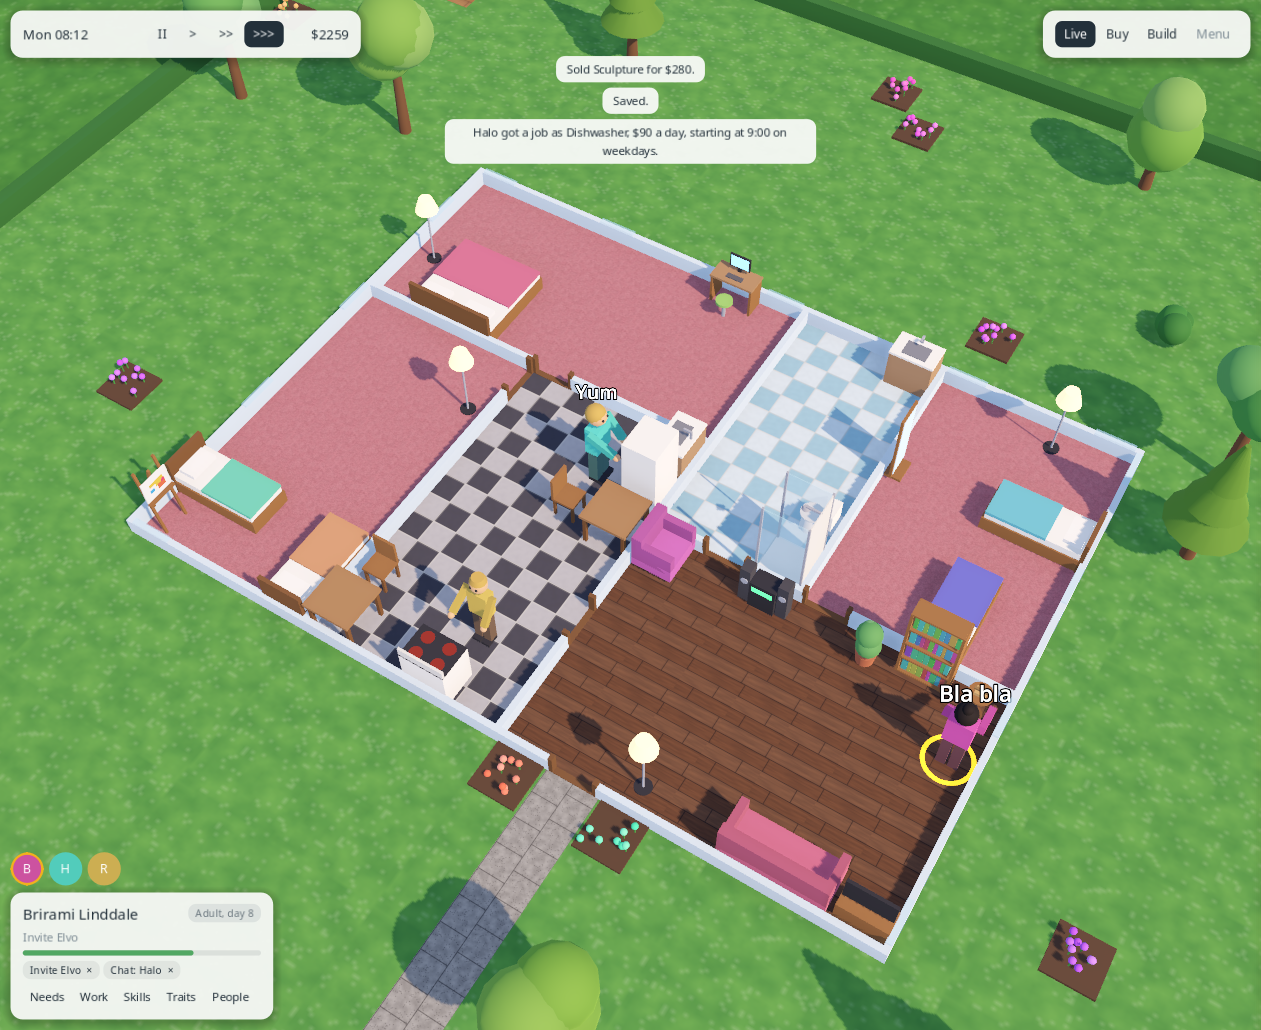 Mon 08:12
II
>
>>
>>>
$2259
Live
Buy
Build
Menu
Sold Sculpture for $280.
Saved.
Halo got a job as Dishwasher, $90 a day, starting at 9:00 on
weekdays.
Yum
Bla bla
B
H
R
Brirami Linddale
Adult, day 8
Invite Elvo
Invite Elvo ×
Chat: Halo ×
Needs
Work
Skills
Traits
People